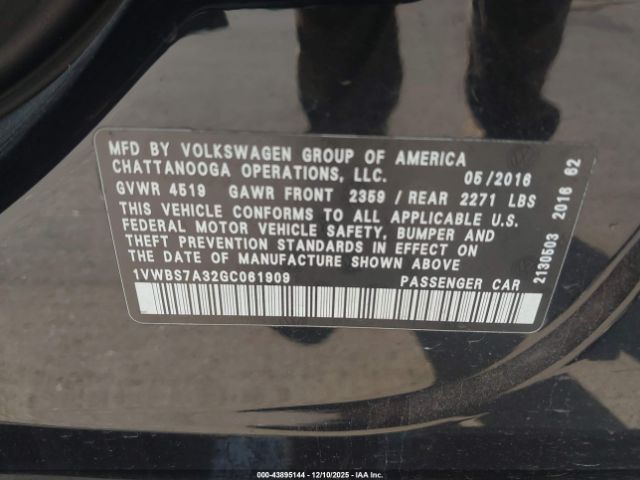 MFD BY VOLKSWAGEN GROUP OF AMERICA
CHATTANOOGA OPERATIONS, LLC. 05/2016
GVWR 4519 GAWR FRONT 2359 / REAR 2271 LBS
THIS VEHICLE CONFORMS TO ALL APPLICABLE U.S.
FEDERAL MOTOR VEHICLE SAFETY, BUMPER AND
THEFT PREVENTION STANDARDS IN EFFECT ON
THE DATE OF MANUFACTURE SHOWN ABOVE
1VWBS7A32GC061909 PASSENGER CAR
2130503 2016 62
000-43895144 - 12/10/2025 - IAA Inc.